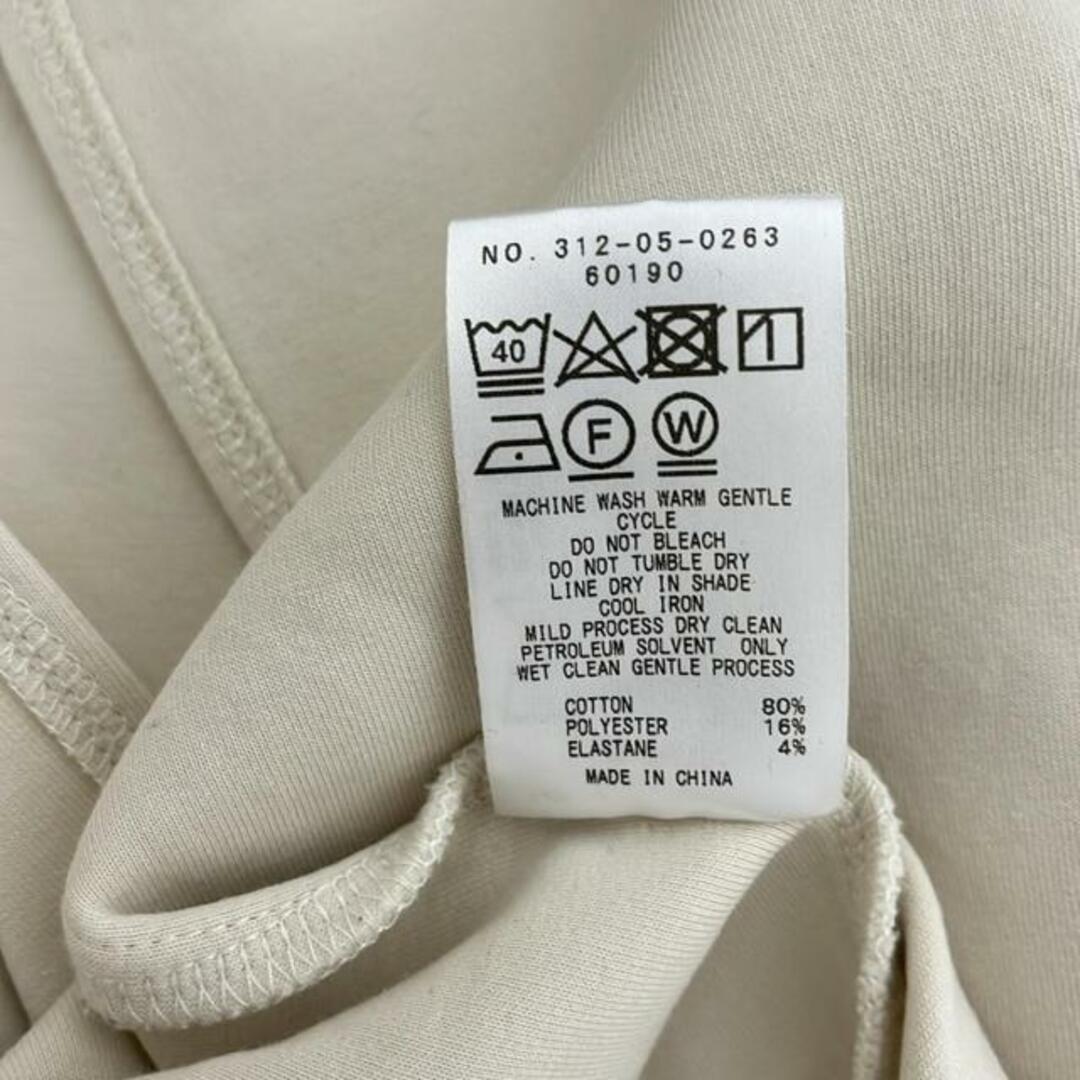 NO. 312-05-0263
60190
40
F W
MACHINE WASH WARM GENTLE
CYCLE
DO NOT BLEACH
DO NOT TUMBLE DRY
LINE DRY IN SHADE
COOL IRON
MILD PROCESS DRY CLEAN
PETROLEUM SOLVENT ONLY
WET CLEAN GENTLE PROCESS
COTTON 80%
POLYESTER 16%
ELASTANE 4%
MADE IN CHINA